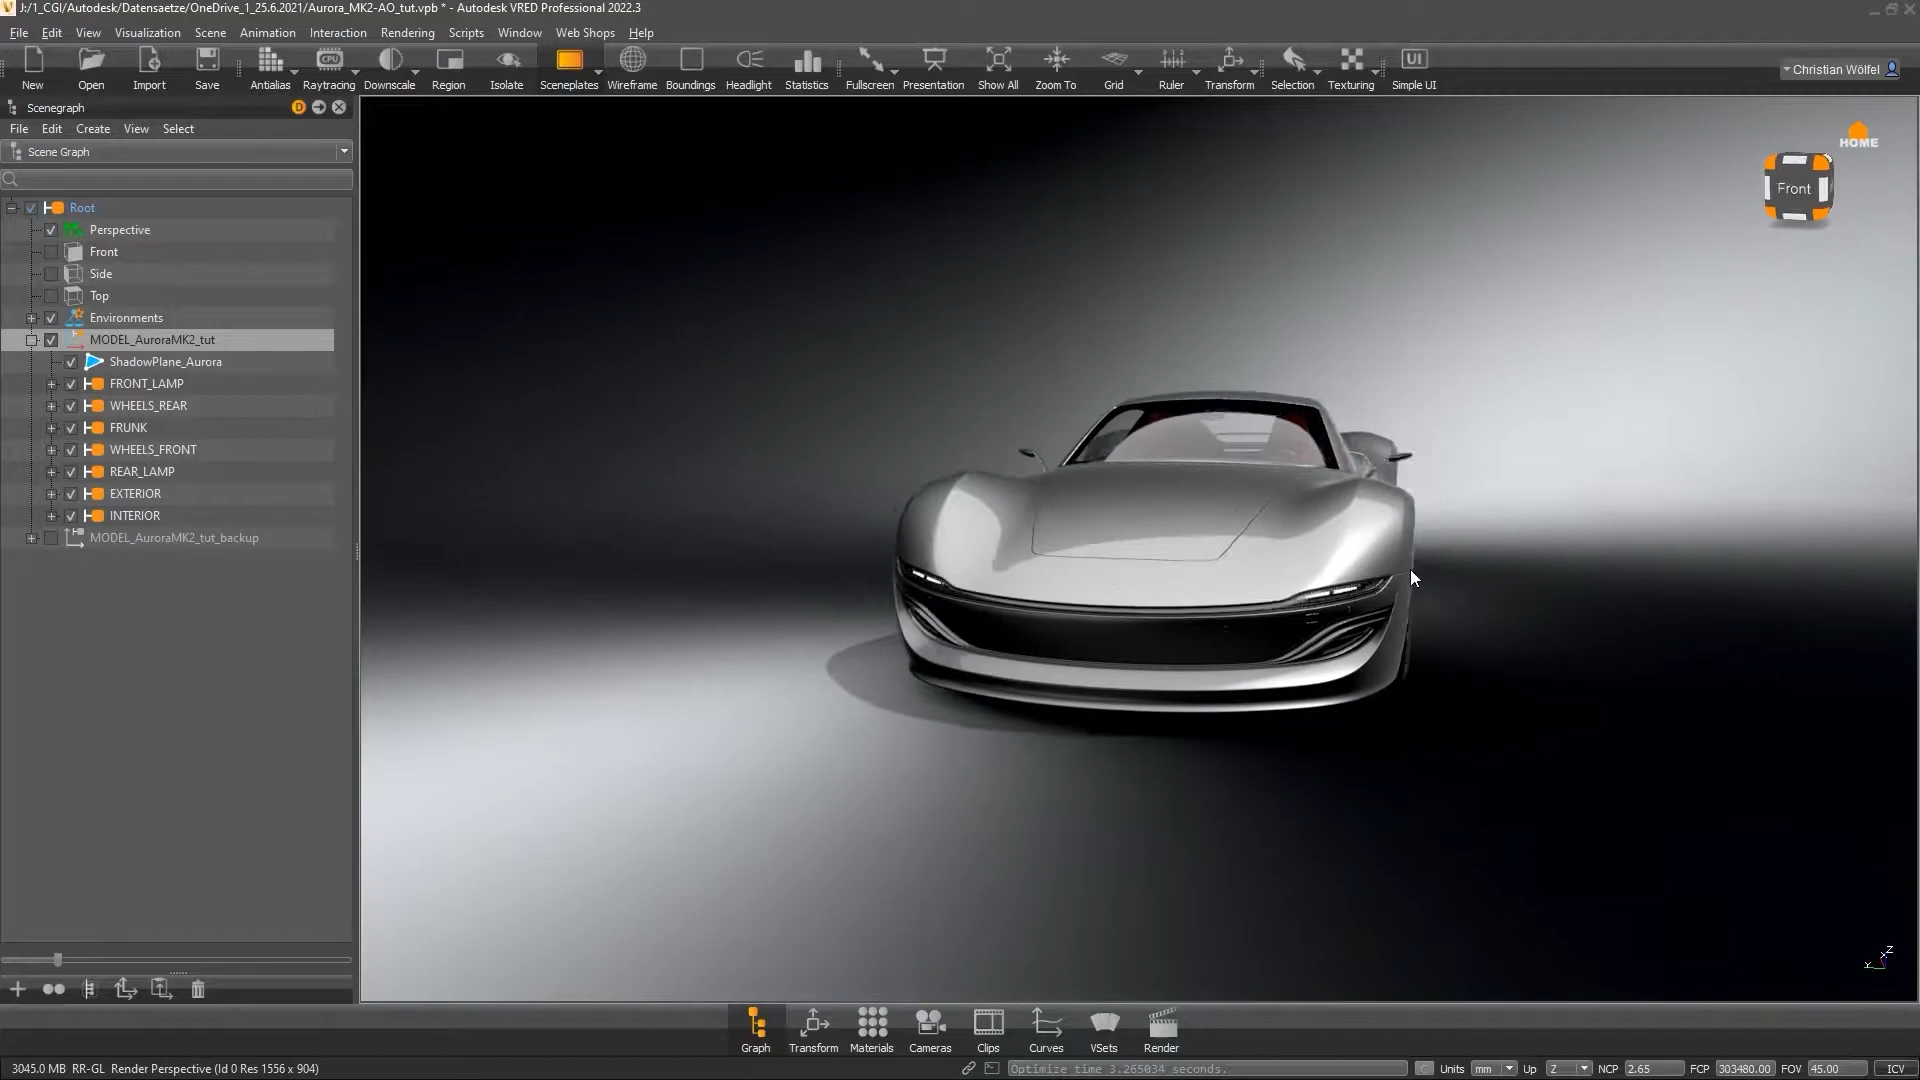 J:/1_CGI/Autodesk/Datensaetze/OneDrive_1_25.6.2021/Aurora_MK2-AO_tut.vpb * - Autodesk VRED Professional 2022.3
File Edit View Visualization Scene Animation Interaction Rendering Scripts Window Web Shops Help
CPU UI
New Open Import Save Antialias Raytracing Downscale Region Isolate Sceneplates Wireframe Boundings Headlight Statistics Fullscreen Presentation Show All Zoom To Grid Ruler Transform Selection Texturing Simple UI
Christian Wölfel
Scenegraph D
File Edit Create View Select
Scene Graph
HOME
Front
Root
Perspective
Front
Side
Top
Environments
MODEL_AuroraMK2_tut
ShadowPlane_Aurora
FRONT_LAMP
WHEELS_REAR
FRUNK
WHEELS_FRONT
REAR_LAMP
EXTERIOR
INTERIOR
MODEL_AuroraMK2_tut_backup
Z
X
Y
Graph Transform Materials Cameras Clips Curves VSets Render
3045.0 MB RR-GL Render Perspective (Id 0 Res 1556 x 904) Optimize time 3.265034 seconds. C Units mm Up Z NCP 2.65 FCP 303480.00 FOV 45.00 ICV